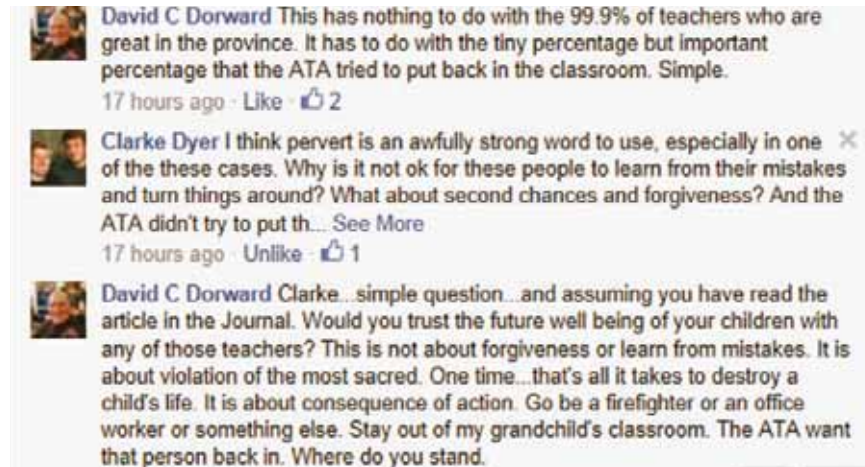 David C Dorward This has nothing to do with the 99.9% of teachers who are
great in the province. It has to do with the tiny percentage but important
percentage that the ATA tried to put back in the classroom. Simple.
17 hours ago · Like · 2
Clarke Dyer I think pervert is an awfully strong word to use, especially in one
of the these cases. Why is it not ok for these people to learn from their mistakes
and turn things around? What about second chances and forgiveness? And the
ATA didn't try to put th... See More
17 hours ago · Unlike · 1
David C Dorward Clarke...simple question...and assuming you have read the
article in the Journal. Would you trust the future well being of your children with
any of those teachers? This is not about forgiveness or learn from mistakes. It is
about violation of the most sacred. One time...that's all it takes to destroy a
child's life. It is about consequence of action. Go be a firefighter or an office
worker or something else. Stay out of my grandchild's classroom. The ATA want
that person back in. Where do you stand.